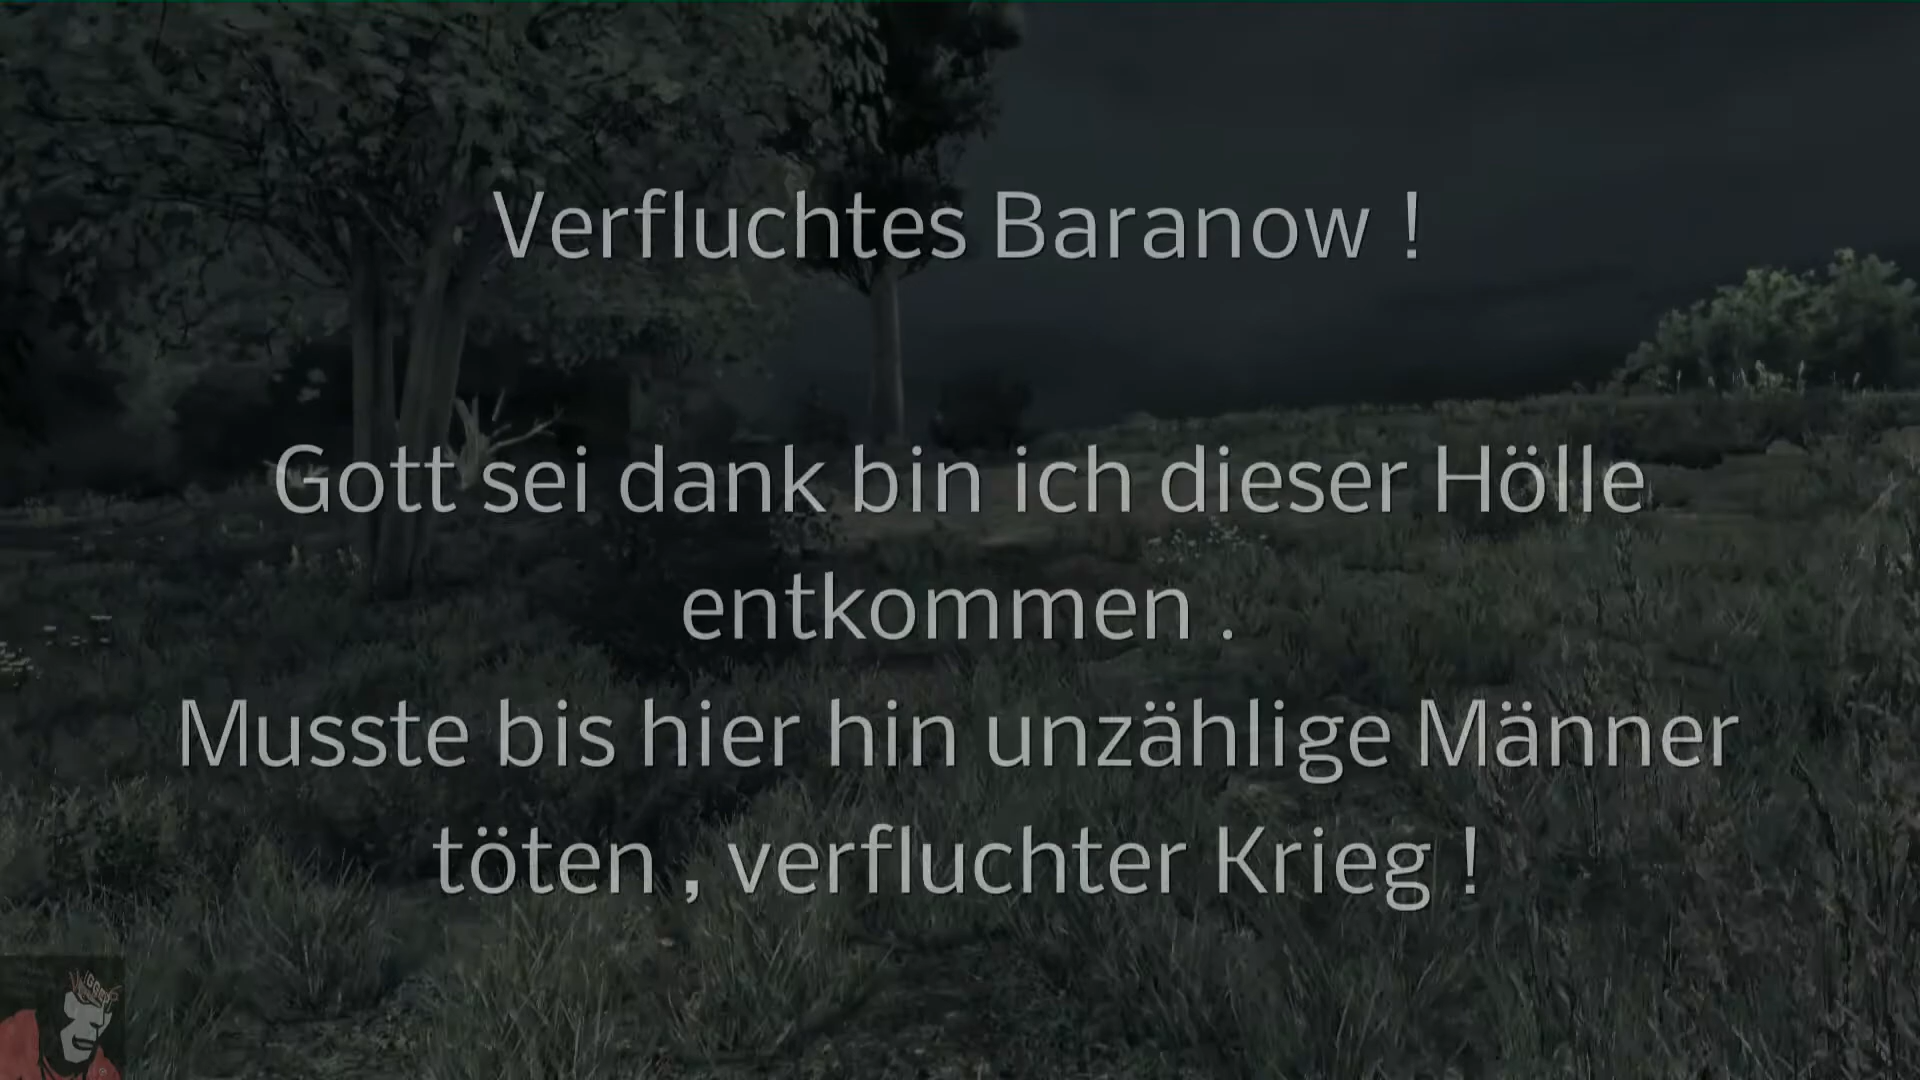 Verfluchtes Baranow !
Gott sei dank bin ich dieser Hölle
entkommen .
Musste bis hier hin unzählige Männer
töten , verfluchter Krieg !